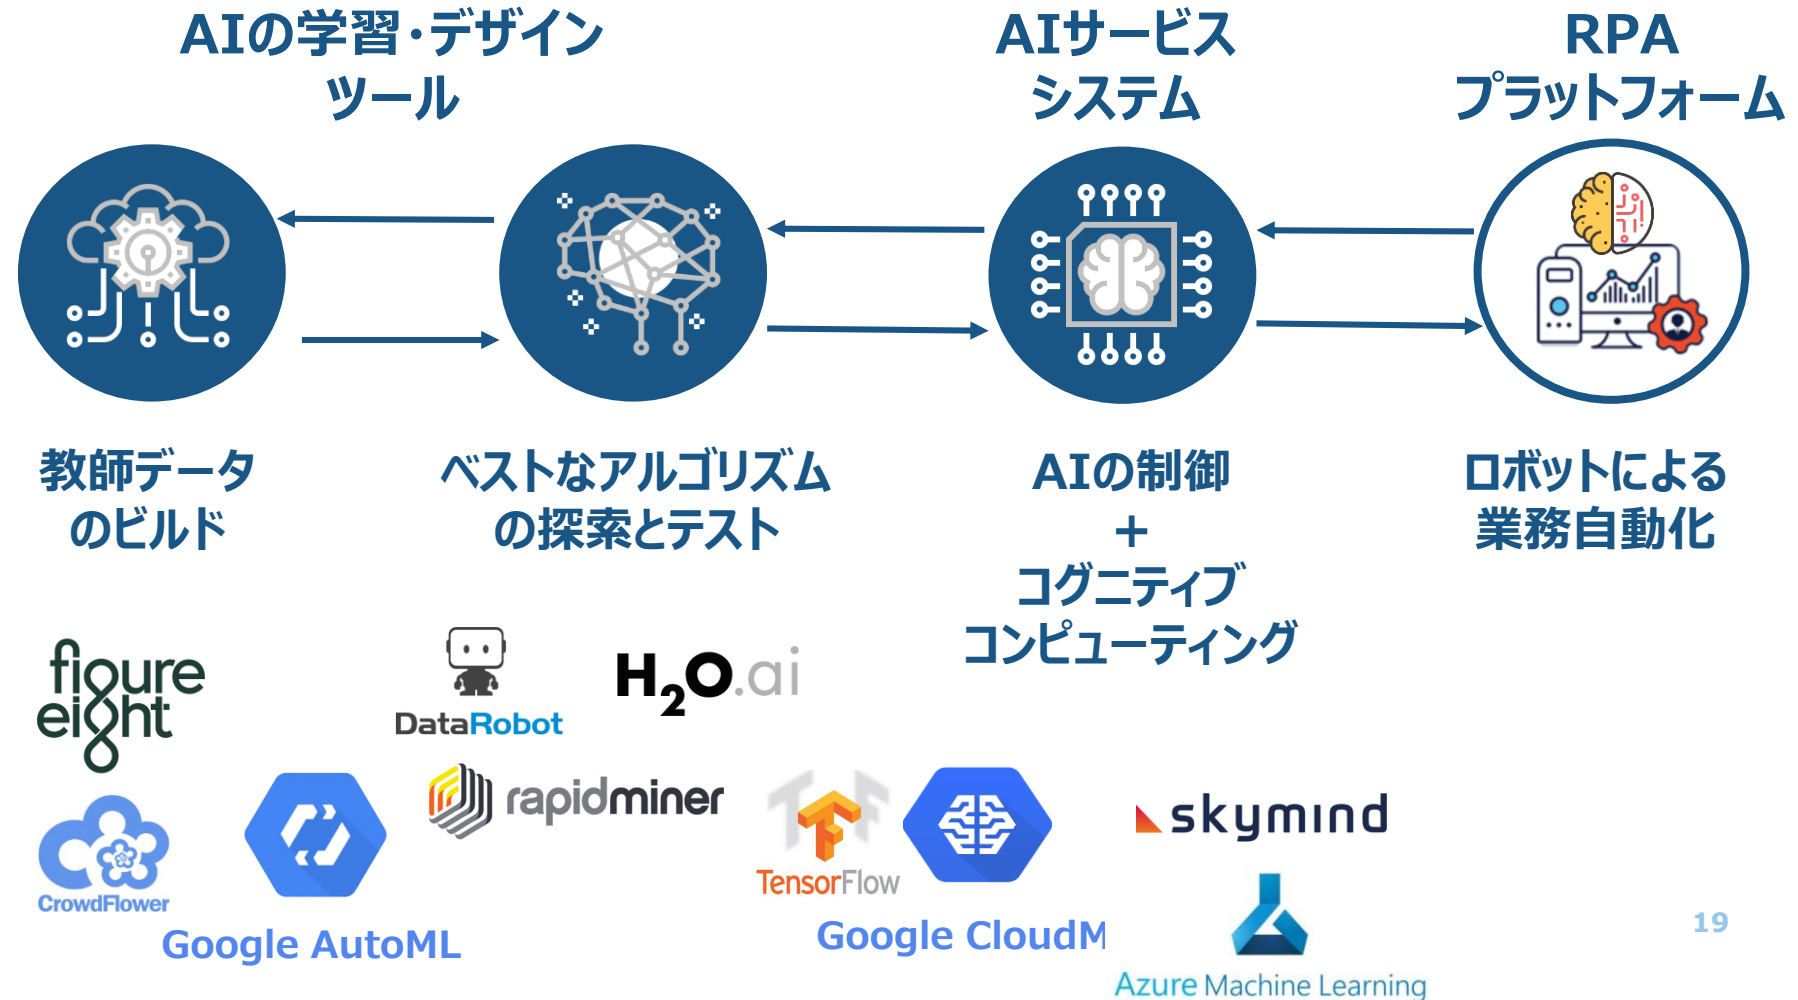 AIの学習・デザイン
ツール
AIサービス
システム
RPA
プラットフォーム
教師データ
のビルド
ベストなアルゴリズム
の探索とテスト
AIの制御
+
コグニティブ
コンピューティング
ロボットによる
業務自動化
figure
eight
DataRobot
H2O.ai
CrowdFlower
Google AutoML
rapidminer
TensorFlow
Google CloudM
skymind
Azure Machine Learning
19